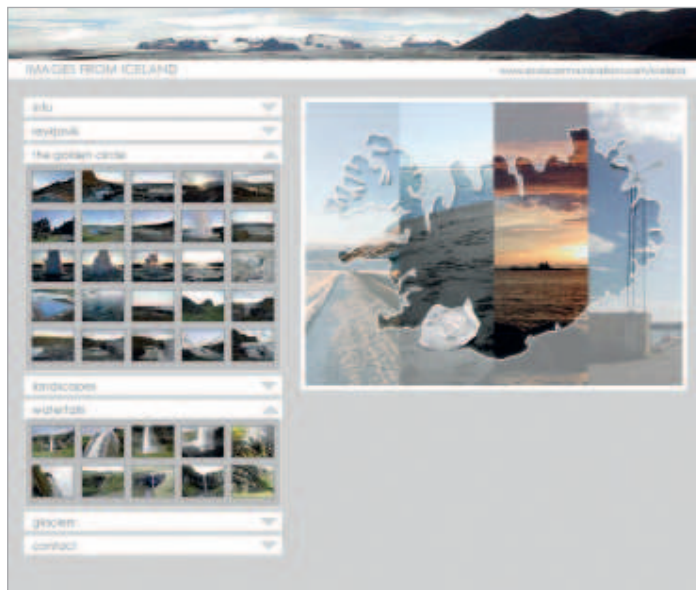 IMAGES FROM ICELAND
info
reykjavik
the golden circle
landscapes
waterfalls
glaciers
contact